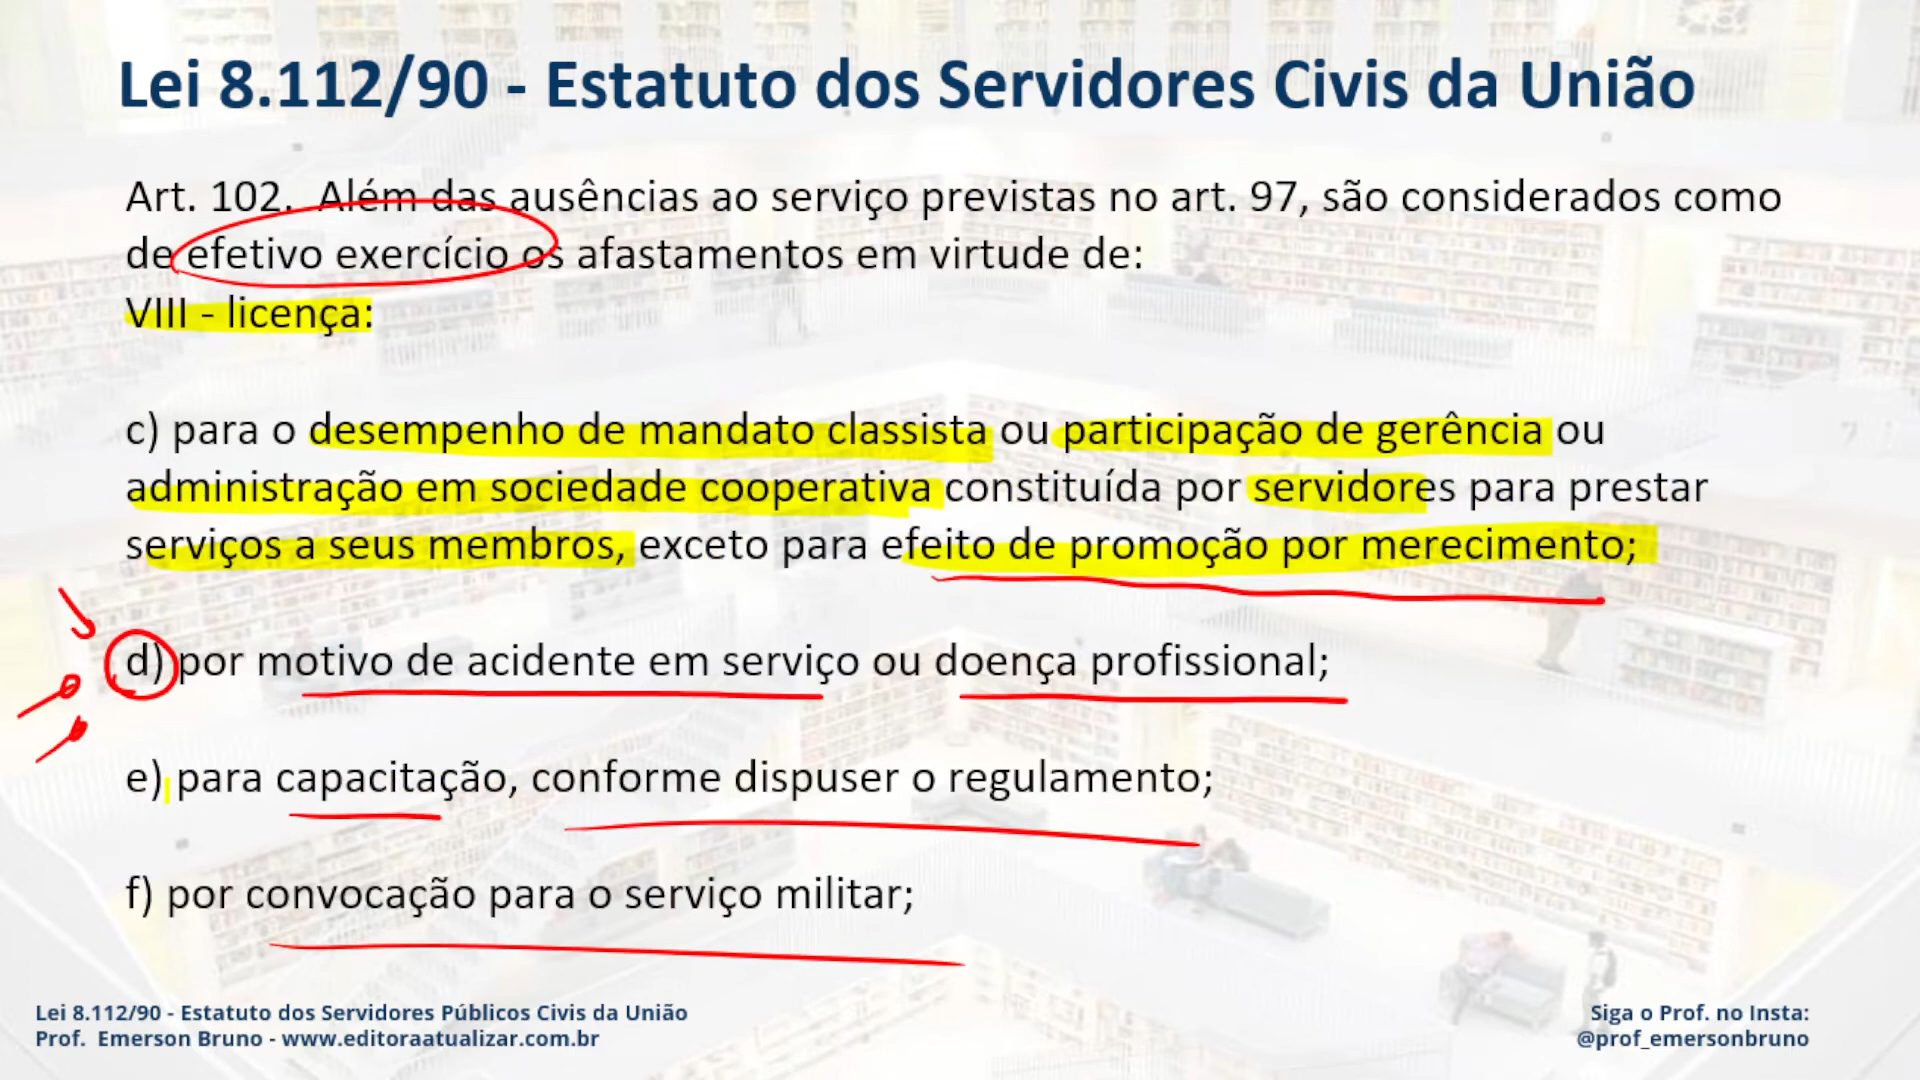 Lei 8.112/90 - Estatuto dos Servidores Civis da União
Art. 102. Além das ausências ao serviço previstas no art. 97, são considerados como
de efetivo exercício os afastamentos em virtude de:
VIII - licença:
c) para o desempenho de mandato classista ou participação de gerência ou
administração em sociedade cooperativa constituída por servidores para prestar
serviços a seus membros, exceto para efeito de promoção por merecimento;
d) por motivo de acidente em serviço ou doença profissional;
e) para capacitação, conforme dispuser o regulamento;
f) por convocação para o serviço militar;
Lei 8.112/90 - Estatuto dos Servidores Públicos Civis da União
Prof. Emerson Bruno - www.editoraatualizar.com.br
Siga o Prof. no Insta:
@prof_emersonbruno